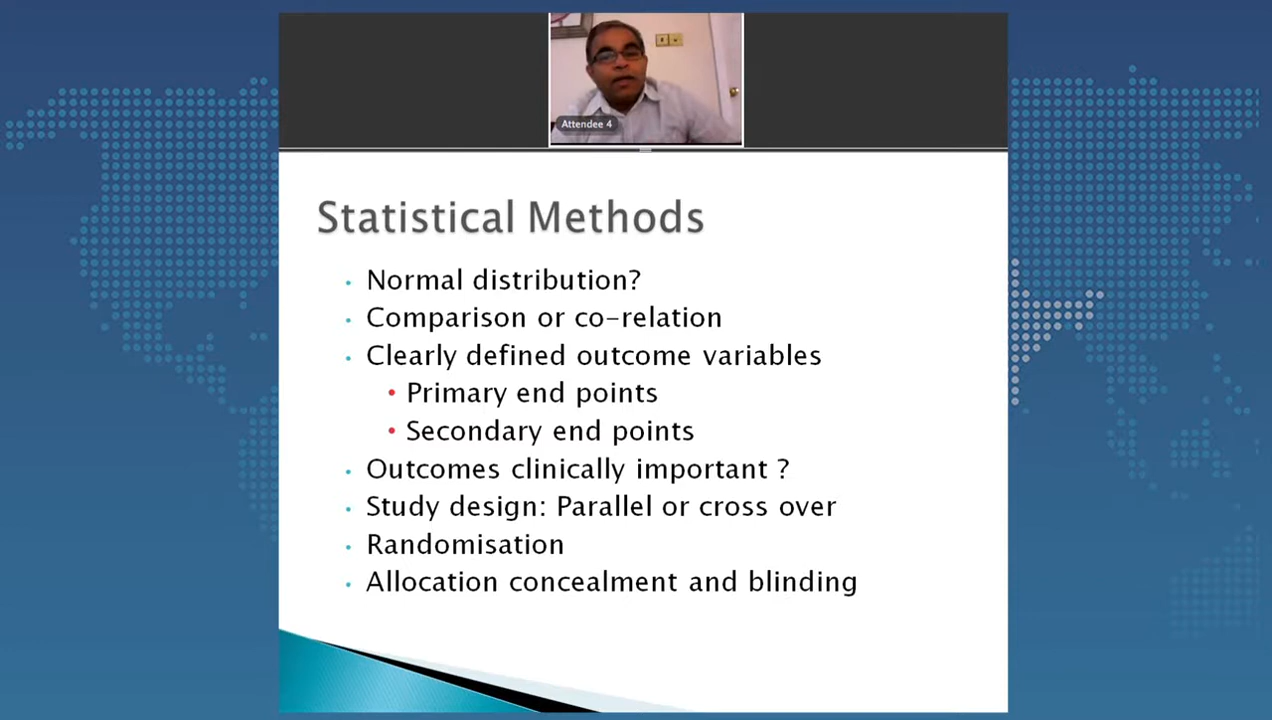 Attendee 4
Statistical Methods
• Normal distribution?
• Comparison or co-relation
• Clearly defined outcome variables
• Primary end points
• Secondary end points
• Outcomes clinically important ?
• Study design: Parallel or cross over
• Randomisation
• Allocation concealment and blinding